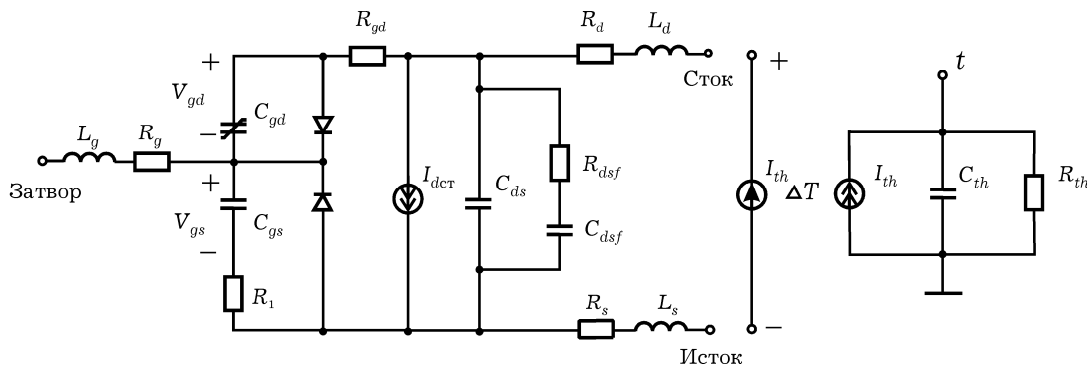 R_gd
R_d
L_d
+
V_gd
−
C_gd
Сток
+
t
L_g
R_g
Затвор
+
V_gs
−
C_gs
I_dст
C_ds
R_dsf
C_dsf
I_th
ΔT
I_th
C_th
R_th
R_1
R_s
L_s
Исток
−